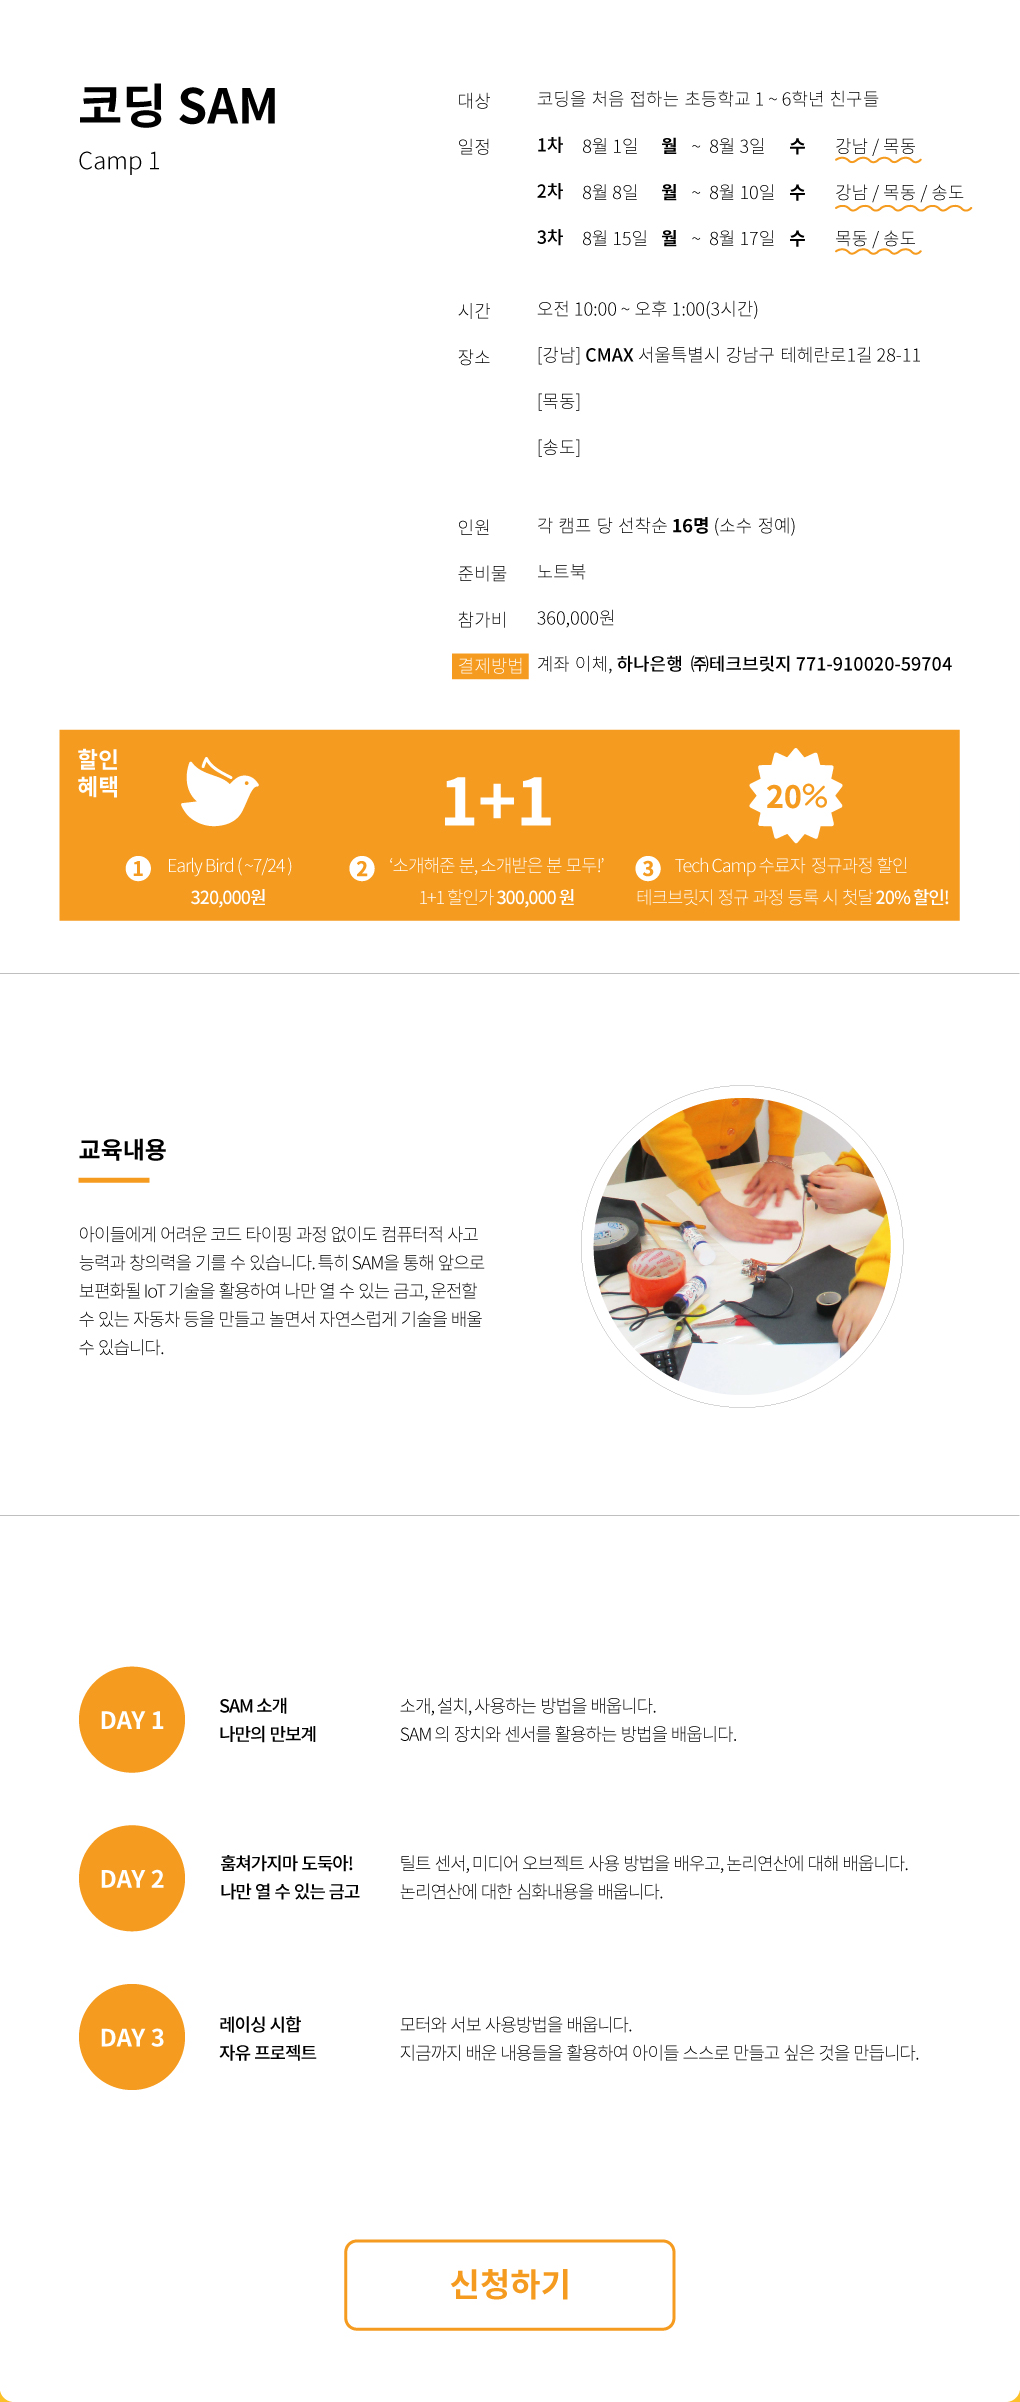 코딩 SAM
Camp 1
대상 코딩을 처음 접하는 초등학교 1 ~ 6학년 친구들
일정 1차 8월 1일 월 ~ 8월 3일 수 강남 / 목동
2차 8월 8일 월 ~ 8월 10일 수 강남 / 목동 / 송도
3차 8월 15일 월 ~ 8월 17일 수 목동 / 송도
시간 오전 10:00 ~ 오후 1:00(3시간)
장소 [강남] CMAX 서울특별시 강남구 테헤란로1길 28-11
[목동]
[송도]
인원 각 캠프 당 선착순 16명 (소수 정예)
준비물 노트북
참가비 360,000원
결제방법 계좌 이체, 하나은행 ㈜테크브릿지 771-910020-59704
할인
혜택
1+1
20%
1 Early Bird ( ~7/24 )
320,000원
2 ‘소개해준 분, 소개받은 분 모두!’
1+1 할인가 300,000 원
3 Tech Camp 수료자 정규과정 할인
테크브릿지 정규 과정 등록 시 첫달 20% 할인!
교육내용
아이들에게 어려운 코드 타이핑 과정 없이도 컴퓨터적 사고
능력과 창의력을 기를 수 있습니다. 특히 SAM을 통해 앞으로
보편화될 IoT 기술을 활용하여 나만 열 수 있는 금고, 운전할
수 있는 자동차 등을 만들고 놀면서 자연스럽게 기술을 배울
수 있습니다.
DAY 1
SAM 소개 소개, 설치, 사용하는 방법을 배웁니다.
나만의 만보계 SAM 의 장치와 센서를 활용하는 방법을 배웁니다.
DAY 2
훔쳐가지마 도둑아! 틸트 센서, 미디어 오브젝트 사용 방법을 배우고, 논리연산에 대해 배웁니다.
나만 열 수 있는 금고 논리연산에 대한 심화내용을 배웁니다.
DAY 3
레이싱 시합 모터와 서보 사용방법을 배웁니다.
자유 프로젝트 지금까지 배운 내용들을 활용하여 아이들 스스로 만들고 싶은 것을 만듭니다.
신청하기